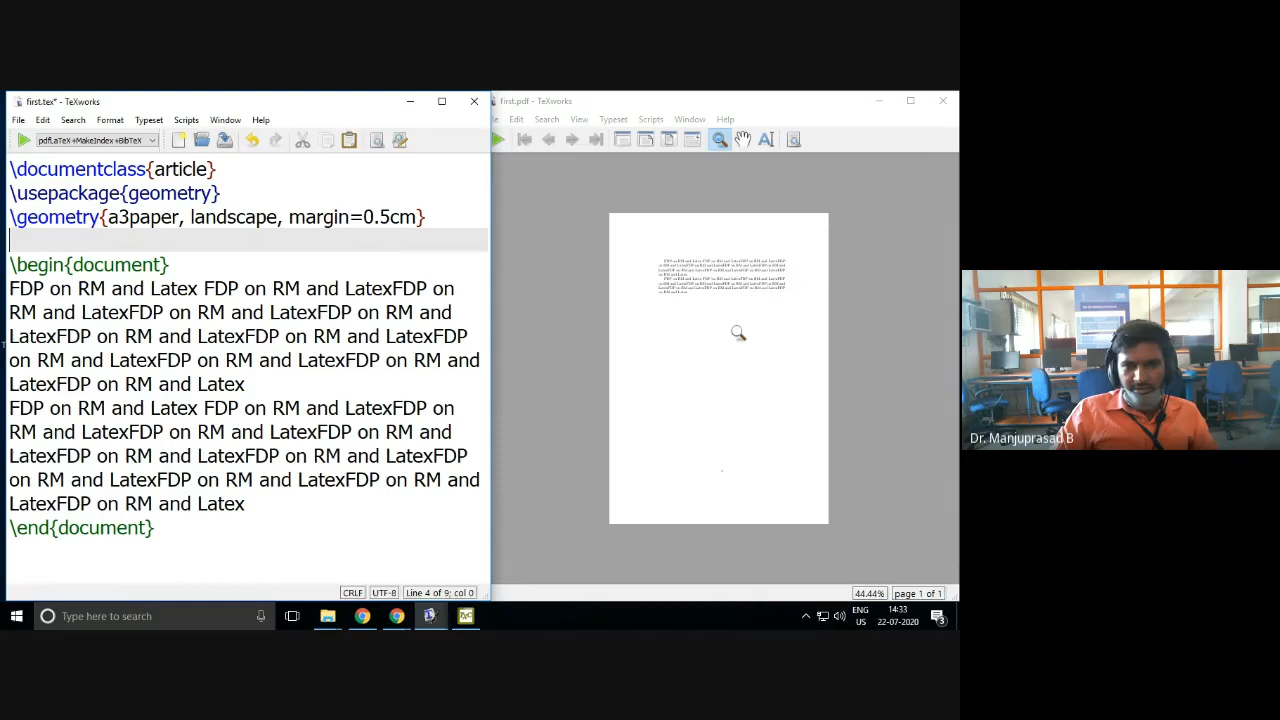 first.tex* - TeXworks
File Edit Search Format Typeset Scripts Window Help
pdfLaTeX+MakeIndex+BibTeX
\documentclass{article}
\usepackage{geometry}
\geometry{a3paper, landscape, margin=0.5cm}
\begin{document}
FDP on RM and Latex FDP on RM and LatexFDP on
RM and LatexFDP on RM and LatexFDP on RM and
LatexFDP on RM and LatexFDP on RM and LatexFDP
on RM and LatexFDP on RM and LatexFDP on RM and
LatexFDP on RM and Latex
FDP on RM and Latex FDP on RM and LatexFDP on
RM and LatexFDP on RM and LatexFDP on RM and
LatexFDP on RM and LatexFDP on RM and LatexFDP
on RM and LatexFDP on RM and LatexFDP on RM and
LatexFDP on RM and Latex
\end{document}
CRLF UTF-8 Line 4 of 9; col 0
first.pdf - TeXworks
Edit Search View Typeset Scripts Window Help
44.44% page 1 of 1
Dr. Manjuprasad B
Type here to search
ENG
US
14:33
22-07-2020
3